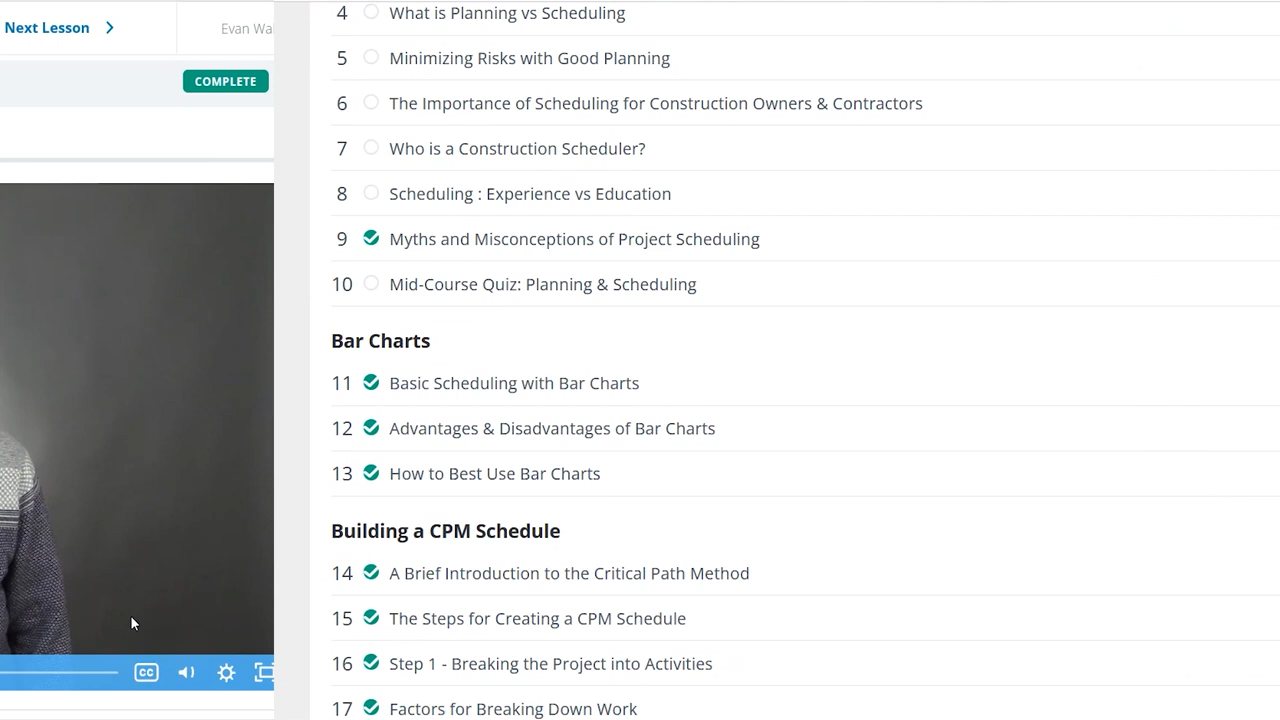 Next Lesson
Evan Wa
COMPLETE
CC
4 What is Planning vs Scheduling
5 Minimizing Risks with Good Planning
6 The Importance of Scheduling for Construction Owners & Contractors
7 Who is a Construction Scheduler?
8 Scheduling : Experience vs Education
9 Myths and Misconceptions of Project Scheduling
10 Mid-Course Quiz: Planning & Scheduling
Bar Charts
11 Basic Scheduling with Bar Charts
12 Advantages & Disadvantages of Bar Charts
13 How to Best Use Bar Charts
Building a CPM Schedule
14 A Brief Introduction to the Critical Path Method
15 The Steps for Creating a CPM Schedule
16 Step 1 - Breaking the Project into Activities
17 Factors for Breaking Down Work